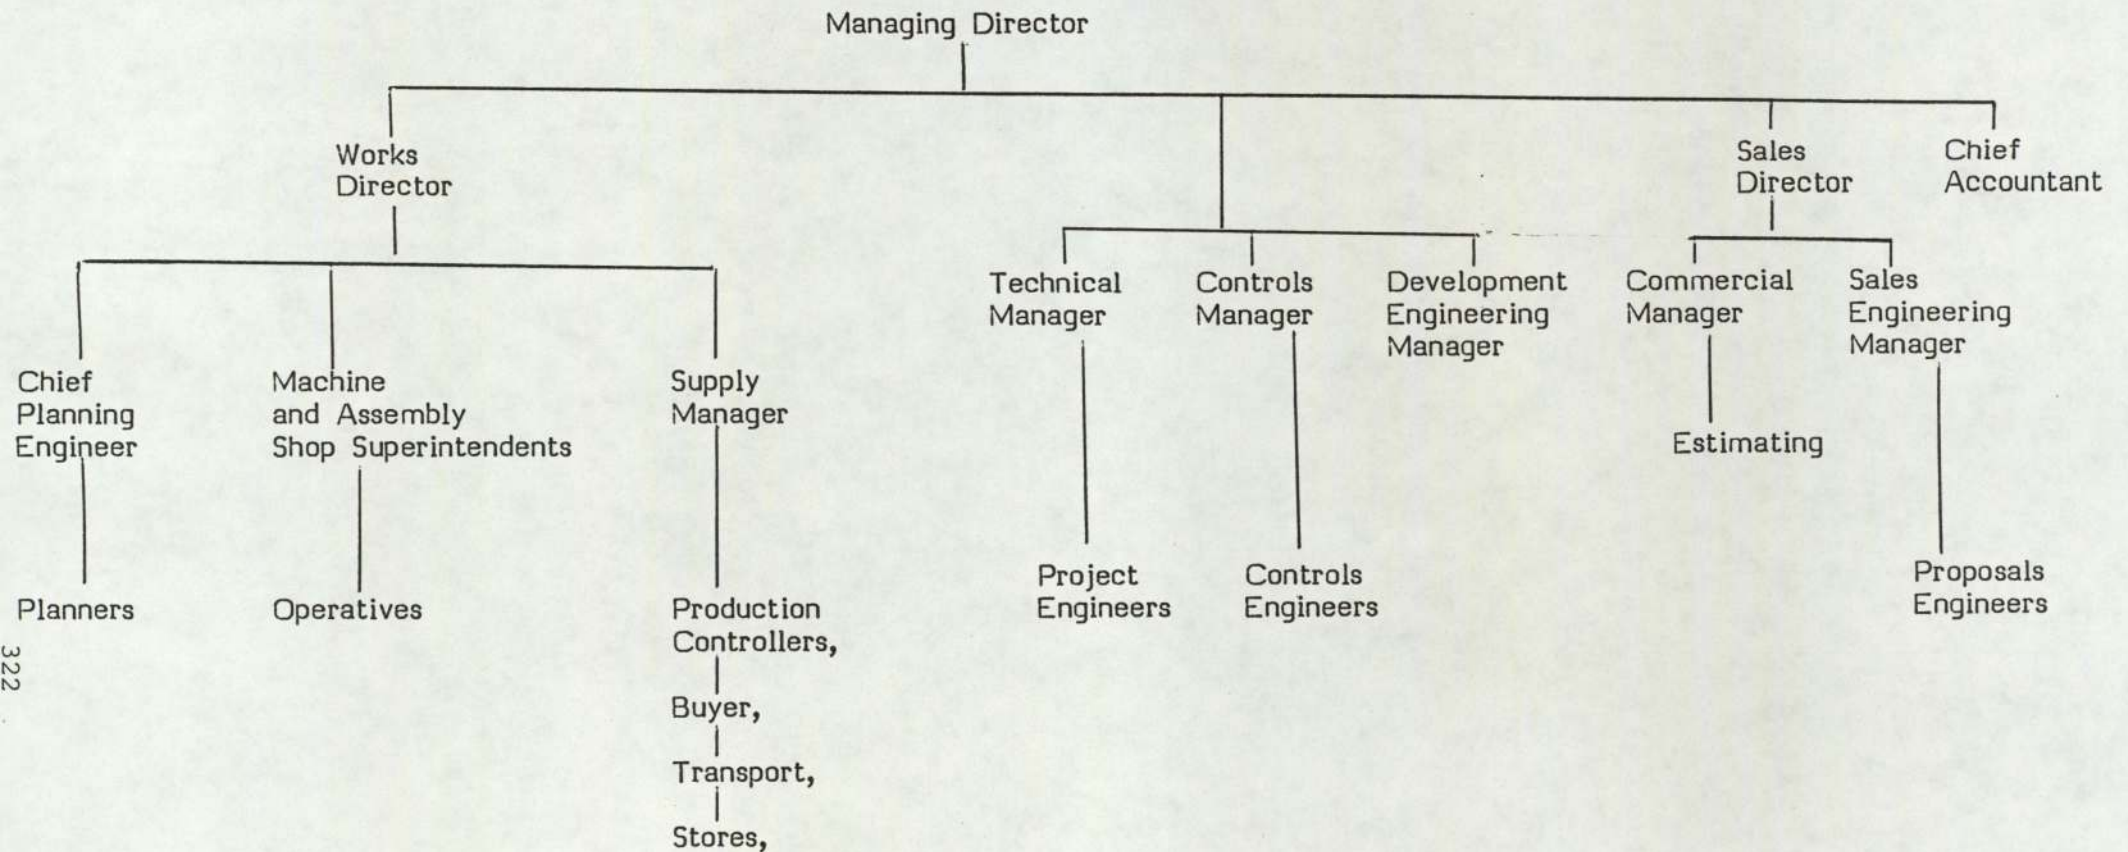 Managing Director
Works
Director
Sales
Director
Chief
Accountant
Technical
Manager
Controls
Manager
Development
Engineering
Manager
Commercial
Manager
Sales
Engineering
Manager
Chief
Planning
Engineer
Machine
and Assembly
Shop Superintendents
Supply
Manager
Estimating
Project
Engineers
Controls
Engineers
Proposals
Engineers
Planners
Operatives
Production
Controllers,
Buyer,
Transport,
Stores,
322